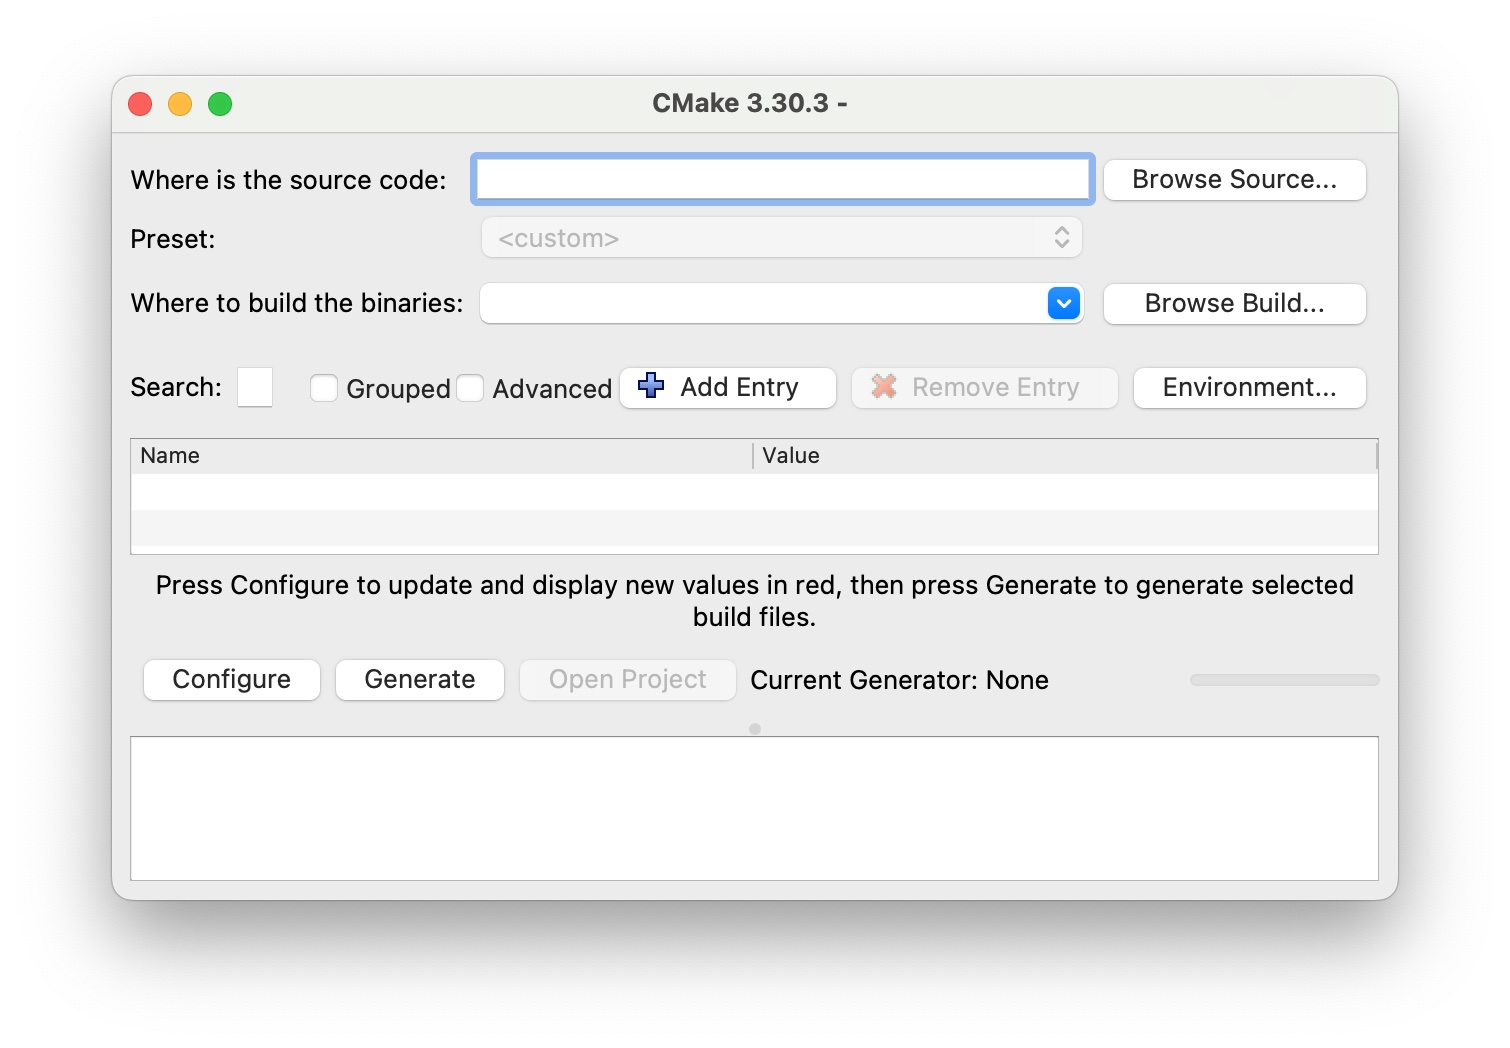 CMake 3.30.3 -
Where is the source code:
Browse Source...
Preset:
<custom>
Where to build the binaries:
Browse Build...
Search:
Grouped
Advanced
Add Entry
Remove Entry
Environment...
Name
Value
Press Configure to update and display new values in red, then press Generate to generate selected
build files.
Configure
Generate
Open Project
Current Generator: None